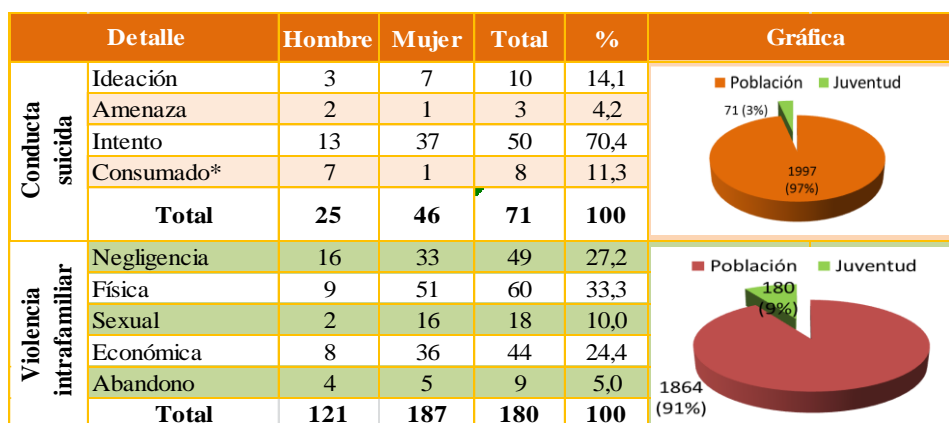 Detalle Hombre Mujer Total % Gráfica
Conducta suicida
Ideación 3 7 10 14,1
Amenaza 2 1 3 4,2
Intento 13 37 50 70,4
Consumado* 7 1 8 11,3
Total 25 46 71 100
Población Juventud
71 (3%)
1997
(97%)
Violencia intrafamiliar
Negligencia 16 33 49 27,2
Física 9 51 60 33,3
Sexual 2 16 18 10,0
Económica 8 36 44 24,4
Abandono 4 5 9 5,0
Total 121 187 180 100
Población Juventud
180
(9%)
1864
(91%)